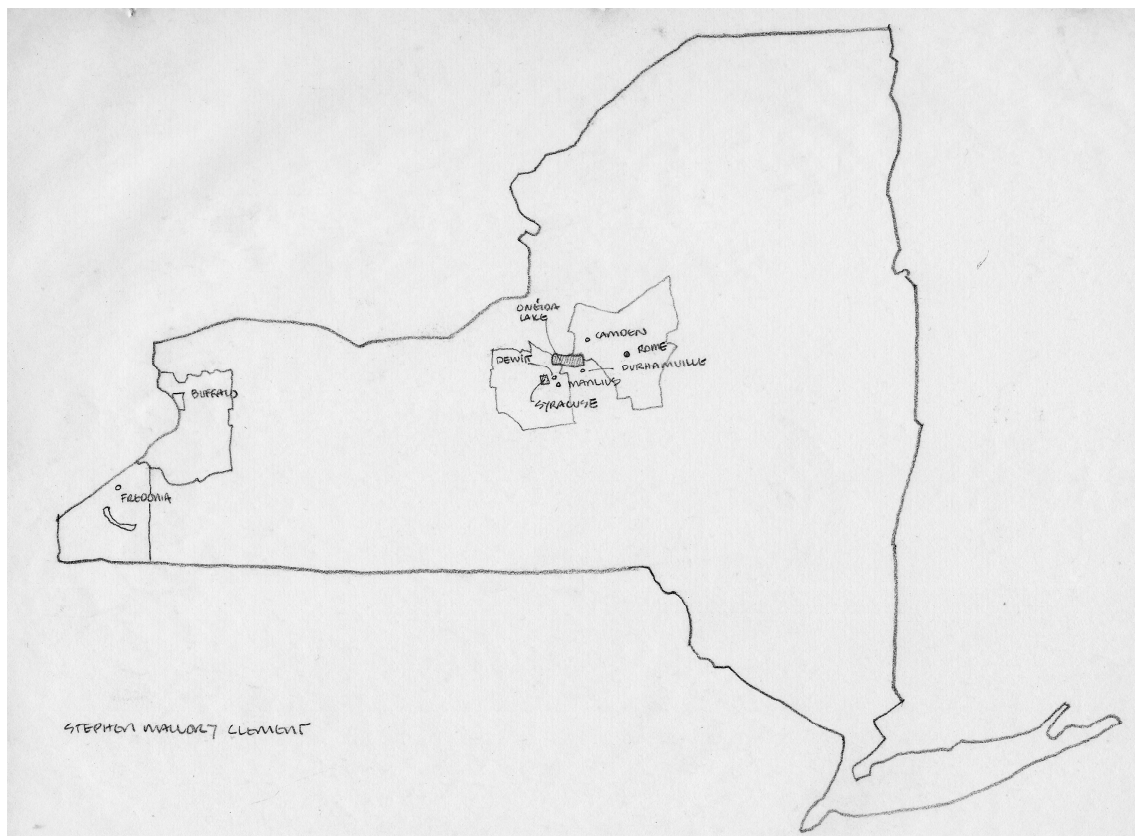 ONEIDA
LAKE
CAMDEN
ROME
DEWITT
DURHAMVILLE
MANLIUS
SYRACUSE
BUFFALO
FREDONIA
STEPHEN MALLORY CLEMENT